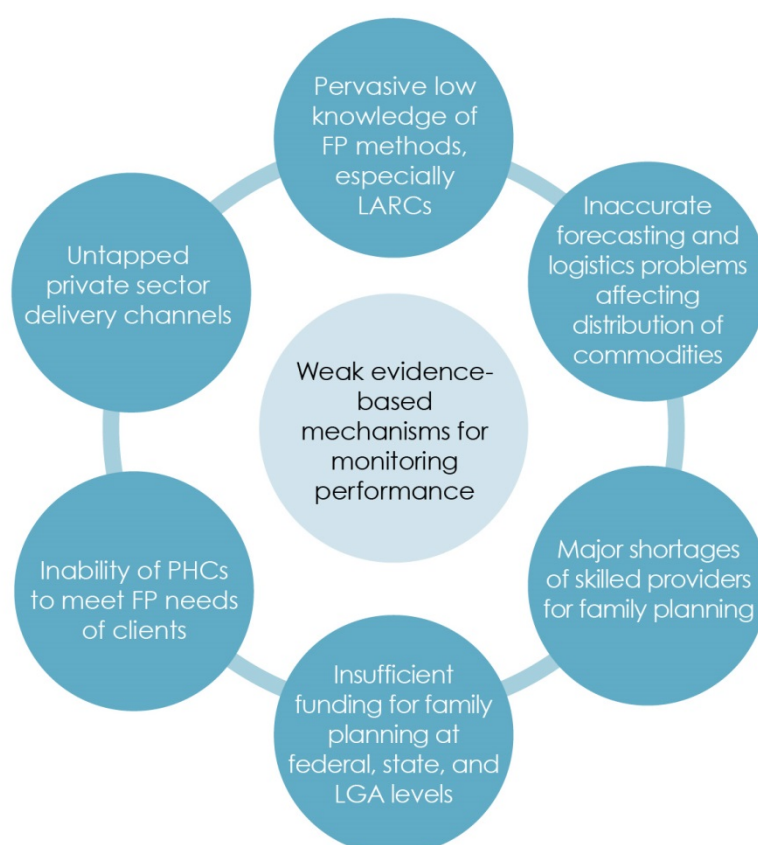 Pervasive low
knowledge of
FP methods,
especially
LARCs
Inaccurate
forecasting and
logistics problems
affecting
distribution of
commodities
Major shortages
of skilled providers
for family planning
Insufficient
funding for family
planning at
federal, state, and
LGA levels
Inability of PHCs
to meet FP needs
of clients
Untapped
private sector
delivery channels
Weak evidence-
based
mechanisms for
monitoring
performance